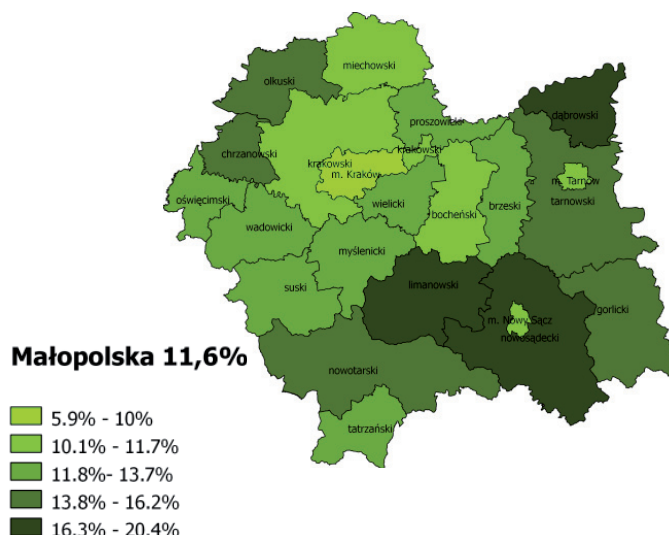 miechowski
olkuski
dąbrowski
proszowicki
chrzanowski
krakowski
krakowski
m. Kraków
m. Tarnów
tarnowski
oświęcimski
wielicki
bocheński
brzeski
wadowicki
myślenicki
suski
limanowski
gorlicki
m. Nowy Sącz
nowosądecki
Małopolska 11,6%
nowotarski
tatrzański
5.9% - 10%
10.1% - 11.7%
11.8%- 13.7%
13.8% - 16.2%
16.3% - 20.4%